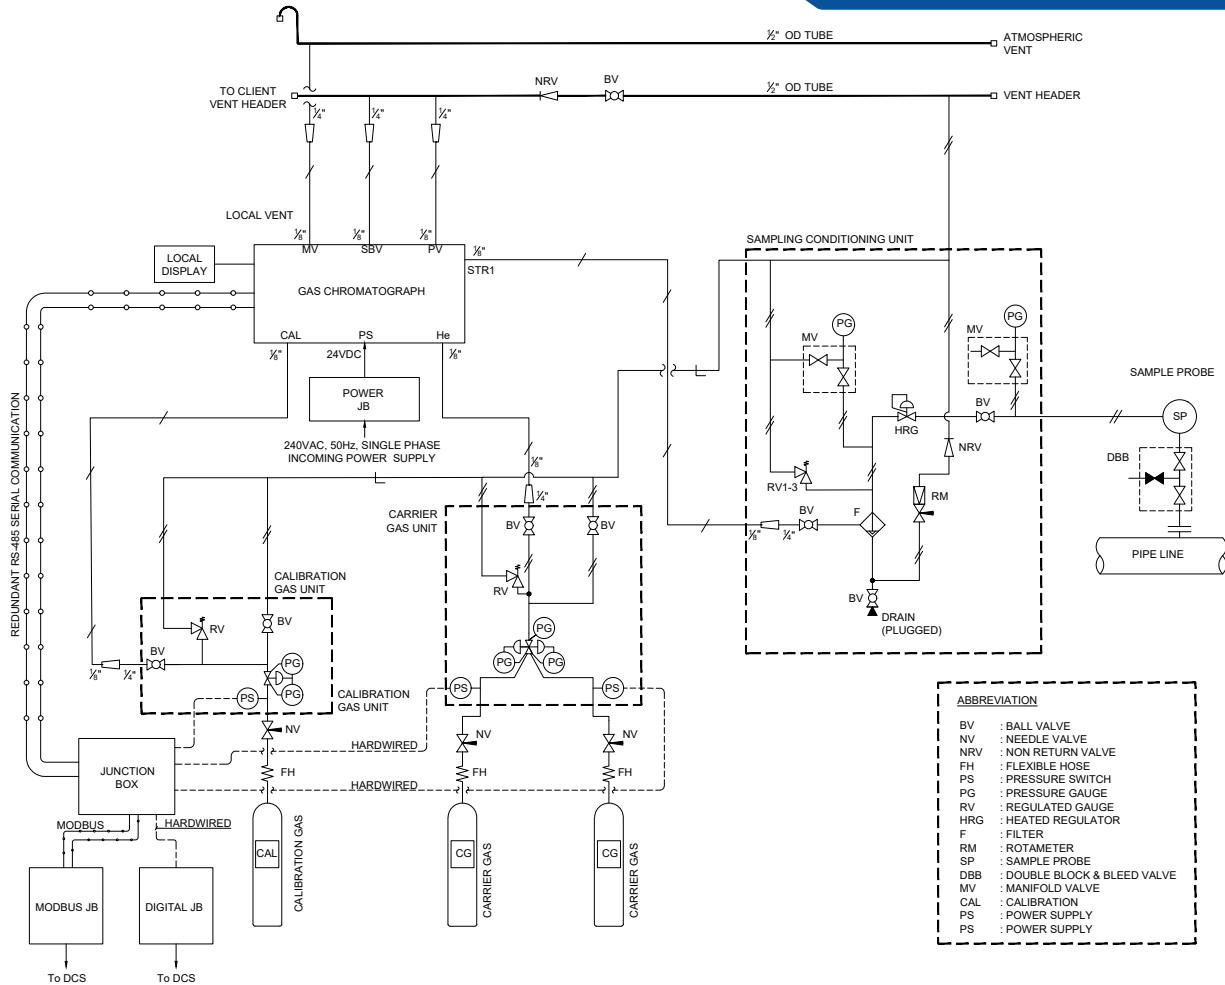 ½" OD TUBE
ATMOSPHERIC
VENT
TO CLIENT
VENT HEADER
NRV
BV
½" OD TUBE
VENT HEADER
¼"
¼"
¼"
LOCAL VENT
⅛"
⅛"
⅛"
MV
SBV
PV
⅛"
STR1
LOCAL
DISPLAY
GAS CHROMATOGRAPH
CAL
PS
He
⅛"
24VDC
⅛"
POWER
JB
240VAC, 50Hz, SINGLE PHASE
INCOMING POWER SUPPLY
REDUNDANT RS-485 SERIAL COMMUNICATION
SAMPLING CONDITIONING UNIT
PG
MV
PG
MV
BV
HRG
NRV
RV1-3
RM
BV
F
⅛"
¼"
BV
DRAIN
(PLUGGED)
SAMPLE PROBE
SP
DBB
PIPE LINE
⅛"
¼"
CARRIER
GAS UNIT
BV
BV
RV
PG
PG
PG
PS
PS
NV
NV
FH
FH
CG
CG
CARRIER GAS
CARRIER GAS
CALIBRATION
GAS UNIT
RV
BV
BV
⅛"
¼"
PG
PG
PS
CALIBRATION
GAS UNIT
NV
FH
CAL
CALIBRATION GAS
HARDWIRED
HARDWIRED
JUNCTION
BOX
MODBUS
HARDWIRED
MODBUS JB
DIGITAL JB
To DCS
To DCS
ABBREVIATION
BV : BALL VALVE
NV : NEEDLE VALVE
NRV : NON RETURN VALVE
FH : FLEXIBLE HOSE
PS : PRESSURE SWITCH
PG : PRESSURE GAUGE
RV : REGULATED GAUGE
HRG : HEATED REGULATOR
F : FILTER
RM : ROTAMETER
SP : SAMPLE PROBE
DBB : DOUBLE BLOCK & BLEED VALVE
MV : MANIFOLD VALVE
CAL : CALIBRATION
PS : POWER SUPPLY
PS : POWER SUPPLY